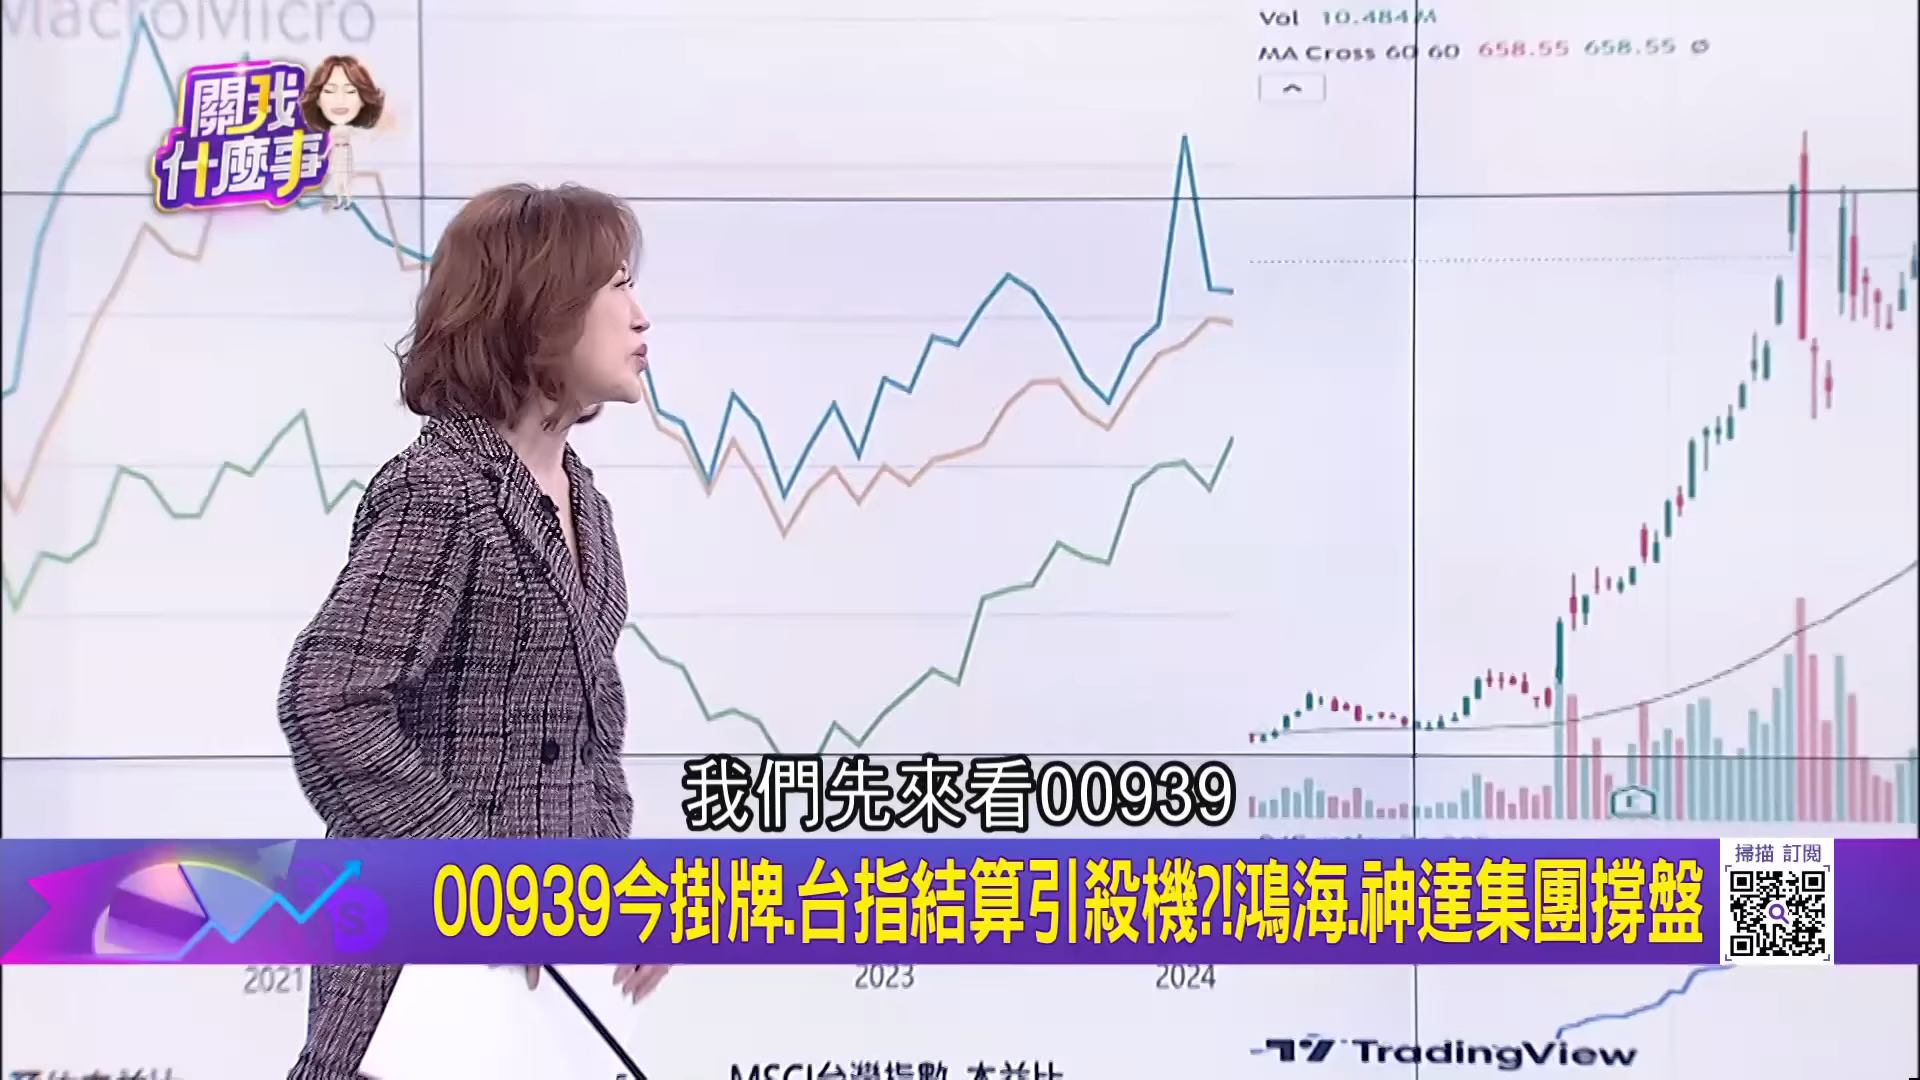 MacroMicro
Vol 10.484M
MA Cross 60 60 658.55 658.55 Ø
關我
什麼事
我們先來看00939
00939今掛牌.台指結算引殺機?!鴻海.神達集團撐盤
掃描 訂閱
2021
2023
2024
TradingView
MSCI台灣指數 本益比